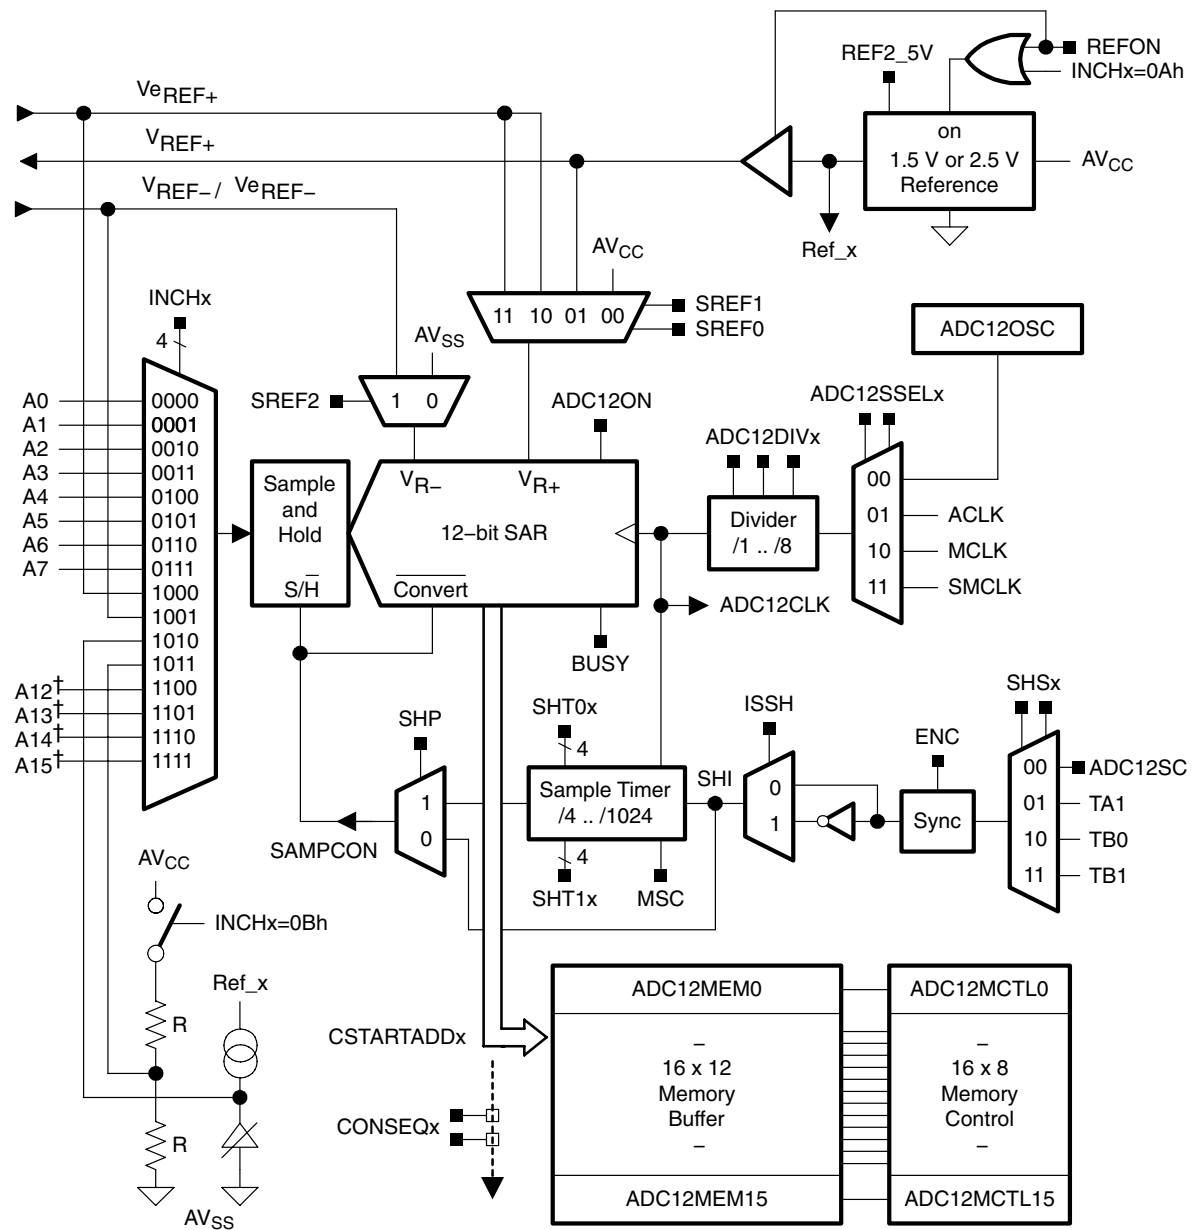 REF2_5V
REFON
INCHx=0Ah
VeREF+
VREF+
VREF− / VeREF−
on
1.5 V or 2.5 V
Reference
AVCC
Ref_x
AVCC
INCHx
4
11 10 01 00
SREF1
SREF0
ADC12OSC
AVSS
SREF2
1 0
ADC12ON
ADC12SSELx
ADC12DIVx
A0 0000
A1 0001
A2 0010
A3 0011
A4 0100
A5 0101
A6 0110
A7 0111
1000
1001
1010
1011
A12† 1100
A13† 1101
A14† 1110
A15† 1111
Sample
and
Hold
S/H̅
VR−
VR+
12−bit SAR
C̅o̅n̅v̅e̅r̅t̅
BUSY
Divider
/1 .. /8
00
01 ACLK
10 MCLK
11 SMCLK
ADC12CLK
SHP
1
0
SAMPCON
SHT0x
4
Sample Timer
/4 .. /1024
4
SHT1x
MSC
SHI
ISSH
0
1
ENC
Sync
SHSx
00 ADC12SC
01 TA1
10 TB0
11 TB1
AVCC
INCHx=0Bh
Ref_x
R
R
AVSS
CSTARTADDx
CONSEQx
ADC12MEM0
–
16 x 12
Memory
Buffer
–
ADC12MEM15
ADC12MCTL0
–
16 x 8
Memory
Control
–
ADC12MCTL15